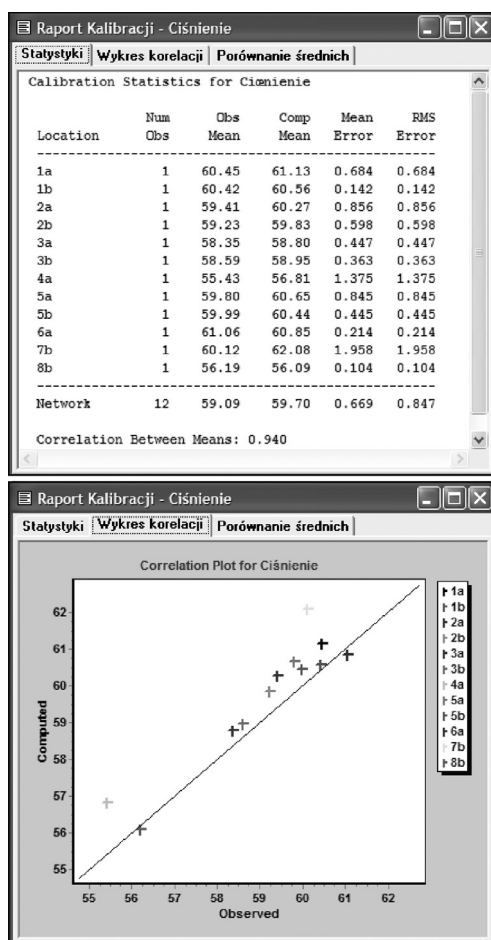 Raport Kalibracji - Ciśnienie
Statystyki Wykres korelacji Porównanie średnich
Calibration Statistics for Ciœnienie
Num Obs Comp Mean RMS
Location Obs Mean Mean Error Error
1a 1 60.45 61.13 0.684 0.684
1b 1 60.42 60.56 0.142 0.142
2a 1 59.41 60.27 0.856 0.856
2b 1 59.23 59.83 0.598 0.598
3a 1 58.35 58.80 0.447 0.447
3b 1 58.59 58.95 0.363 0.363
4a 1 55.43 56.81 1.375 1.375
5a 1 59.80 60.65 0.845 0.845
5b 1 59.99 60.44 0.445 0.445
6a 1 61.06 60.85 0.214 0.214
7b 1 60.12 62.08 1.958 1.958
8b 1 56.19 56.09 0.104 0.104
Network 12 59.09 59.70 0.669 0.847
Correlation Between Means: 0.940
Raport Kalibracji - Ciśnienie
Statystyki Wykres korelacji Porównanie średnich
Correlation Plot for Ciśnienie
62
61
60
59
58
57
56
55
Computed
55 56 57 58 59 60 61 62
Observed
1a
1b
2a
2b
3a
3b
4a
5a
5b
6a
7b
8b